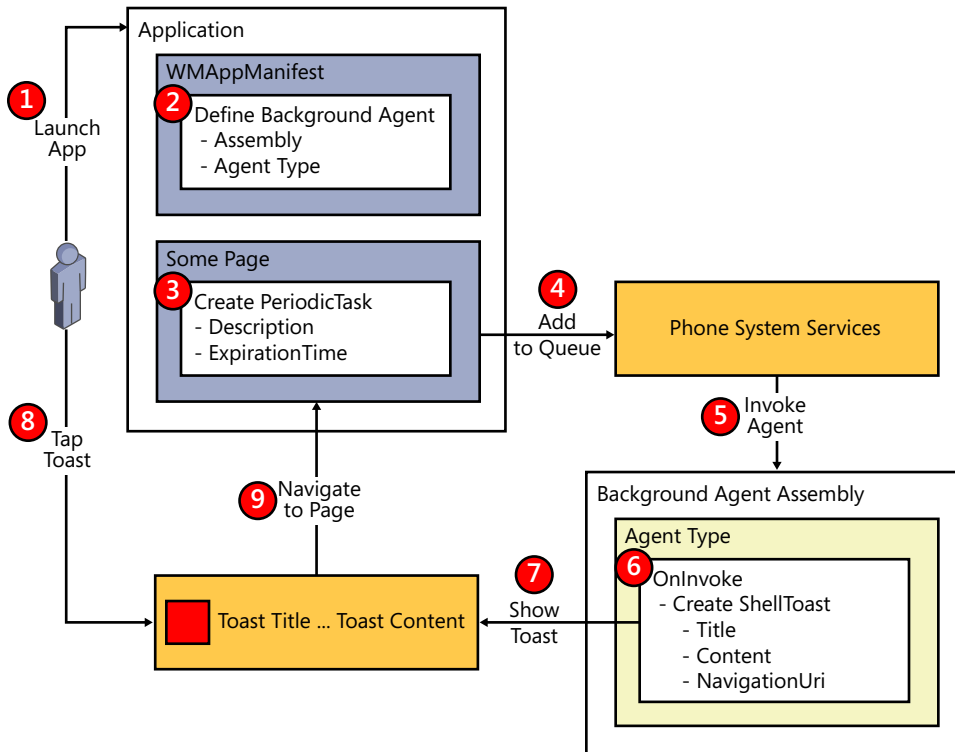 Application
WMAppManifest
1
Launch
App
2
Define Background Agent
- Assembly
- Agent Type
Some Page
3
Create PeriodicTask
- Description
- ExpirationTime
4
Add
to Queue
Phone System Services
5
Invoke
Agent
Background Agent Assembly
Agent Type
6
OnInvoke
- Create ShellToast
- Title
- Content
- NavigationUri
7
Show
Toast
Toast Title ... Toast Content
8
Tap
Toast
9
Navigate
to Page